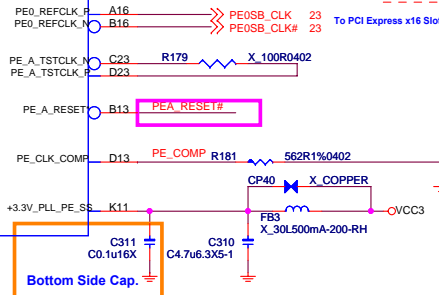 PE0_REFCLK_P A16 PE0SB_CLK 23
PE0_REFCLK_N B16 PE0SB_CLK# 23
To PCI Express x16 Slot
PE_A_TSTCLK_N C23 R179 X_100R0402
PE_A_TSTCLK_P D23
PE_A_RESET* B13 PEA_RESET#
PE_CLK_COMP D13 PE_COMP R181 562R1%0402
CP40 X_COPPER
+3.3V_PLL_PE_SS K11 VCC3
FB3
X_30L500mA-200-RH
C311 C310
C0.1u16X C4.7u6.3X5-1
Bottom Side Cap.